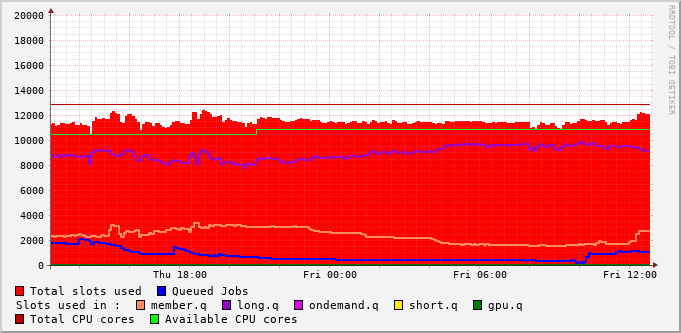 RRDTOOL / TOBI OETIKER
20000
18000
16000
14000
12000
10000
8000
6000
4000
2000
0
Thu 18:00 Fri 00:00 Fri 06:00 Fri 12:00
Total slots used Queued Jobs
Slots used in : member.q long.q ondemand.q short.q gpu.q
Total CPU cores Available CPU cores